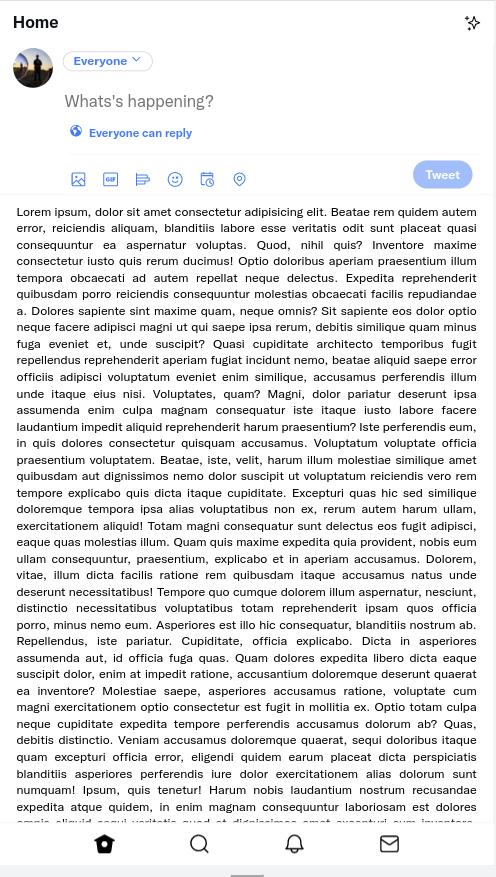 Home
Everyone
What's happening?
Everyone can reply
GIF
Tweet
Lorem ipsum, dolor sit amet consectetur adipisicing elit. Beatae rem quidem autem
error, reiciendis aliquam, blanditiis labore esse veritatis odit sunt placeat quasi
consequuntur ea aspernatur voluptas. Quod, nihil quis? Inventore maxime
consectetur iusto quis rerum ducimus! Optio doloribus aperiam praesentium illum
tempora obcaecati ad autem repellat neque delectus. Expedita reprehenderit
quibusdam porro reiciendis consequuntur molestias obcaecati facilis repudiandae
a. Dolores sapiente sint maxime quam, neque omnis? Sit sapiente eos dolor optio
neque facere adipisci magni ut qui saepe ipsa rerum, debitis similique quam minus
fuga eveniet et, unde suscipit? Quasi cupiditate architecto temporibus fugit
repellendus reprehenderit aperiam fugiat incidunt nemo, beatae aliquid saepe error
officiis adipisci voluptatum eveniet enim similique, accusamus perferendis illum
unde itaque eius nisi. Voluptates, quam? Magni, dolor pariatur deserunt ipsa
assumenda enim culpa magnam consequatur iste itaque iusto labore facere
laudantium impedit aliquid reprehenderit harum praesentium? Iste perferendis eum,
in quis dolores consectetur quisquam accusamus. Voluptatum voluptate officia
praesentium voluptatem. Beatae, iste, velit, harum illum molestiae similique amet
quibusdam aut dignissimos nemo dolor suscipit ut voluptatum reiciendis vero rem
tempore explicabo quis dicta itaque cupiditate. Excepturi quas hic sed similique
doloremque tempora ipsa alias voluptatibus non ex, rerum autem harum ullam,
exercitationem aliquid! Totam magni consequatur sunt delectus eos fugit adipisci,
eaque quas molestias illum. Quam quis maxime expedita quia provident, nobis eum
ullam consequuntur, praesentium, explicabo et in aperiam accusamus. Dolorem,
vitae, illum dicta facilis ratione rem quibusdam itaque accusamus natus unde
deserunt necessitatibus! Tempore quo cumque dolorem illum aspernatur, nesciunt,
distinctio necessitatibus voluptatibus totam reprehenderit ipsam quos officia
porro, minus nemo eum. Asperiores est illo hic consequatur, blanditiis nostrum ab.
Repellendus, iste pariatur. Cupiditate, officia explicabo. Dicta in asperiores
assumenda aut, id officia fuga quas. Quam dolores expedita libero dicta eaque
suscipit dolor, enim at impedit ratione, accusantium doloremque deserunt quaerat
ea inventore? Molestiae saepe, asperiores accusamus ratione, voluptate cum
magni exercitationem optio consectetur est fugit in mollitia ex. Optio totam culpa
neque cupiditate expedita tempore perferendis accusamus dolorum ab? Quas,
debitis distinctio. Veniam accusamus doloremque quaerat, sequi doloribus itaque
quam excepturi officia error, eligendi quidem earum placeat dicta perspiciatis
blanditiis asperiores perferendis iure dolor exercitationem alias dolorum sunt
numquam! Ipsum, quis tenetur! Harum nobis laudantium nostrum recusandae
expedita atque quidem, in enim magnam consequuntur laboriosam est dolores